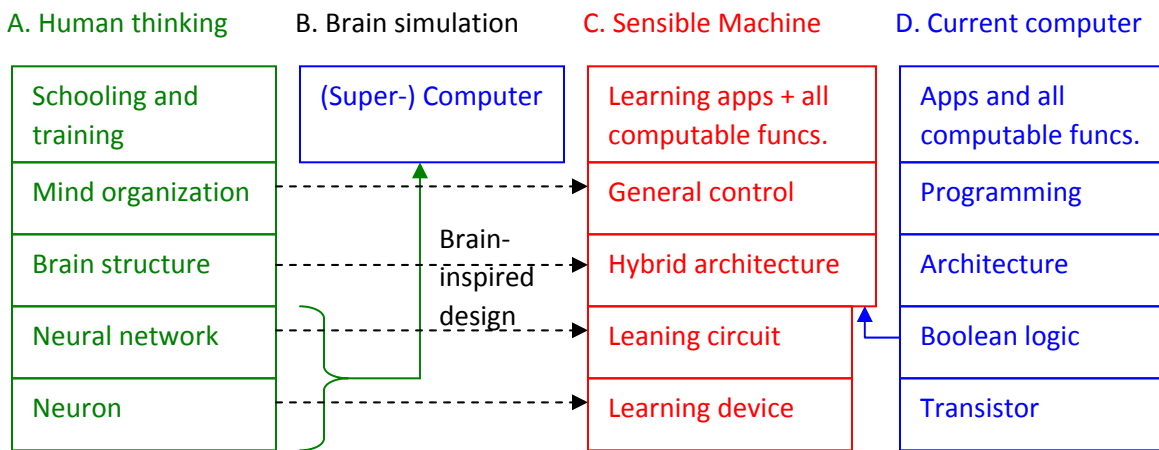 A. Human thinking
B. Brain simulation
C. Sensible Machine
D. Current computer
Schooling and
training
(Super-) Computer
Learning apps + all
computable funcs.
Apps and all
computable funcs.
Mind organization
General control
Programming
Brain-
inspired
design
Brain structure
Hybrid architecture
Architecture
Neural network
Leaning circuit
Boolean logic
Neuron
Learning device
Transistor